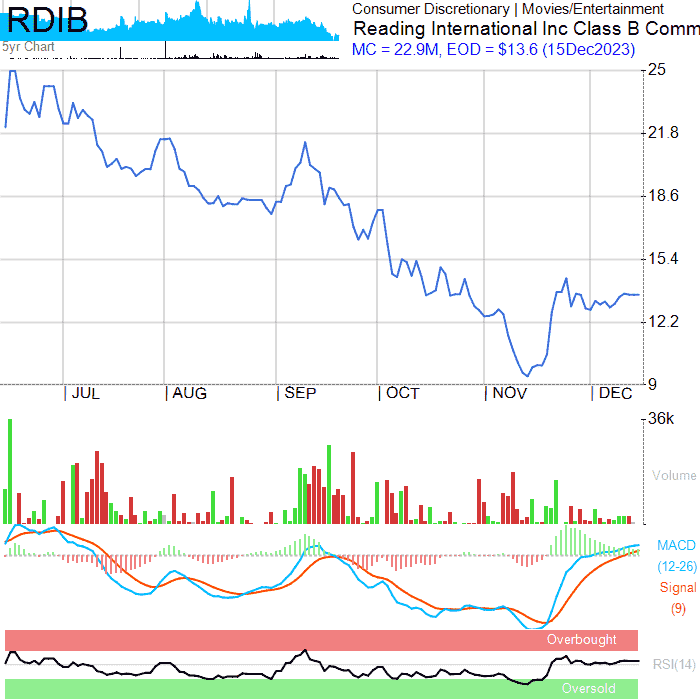 RDIB
5yr Chart
Consumer Discretionary | Movies/Entertainment
Reading International Inc Class B Comm
MC = 22.9M, EOD = $13.6 (15Dec2023)
25
21.8
18.6
15.4
12.2
9
| JUL | AUG | SEP | OCT | NOV | DEC
36k
Volume
MACD
(12-26)
Signal
(9)
Overbought
RSI(14)
Oversold